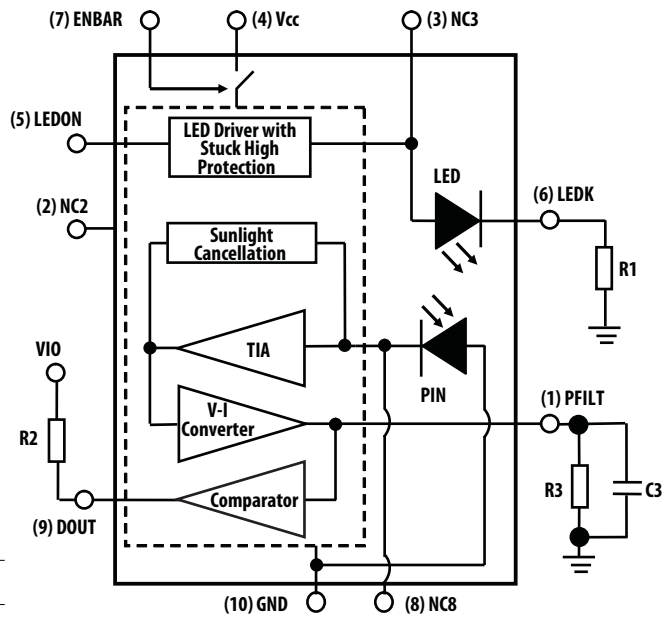 (7) ENBAR
(4) Vcc
(3) NC3
(5) LEDON
LED Driver with
Stuck High
Protection
LED
(6) LEDK
(2) NC2
Sunlight
Cancellation
R1
VIO
TIA
PIN
(1) PFILT
V-I
Converter
R2
R3
C3
Comparator
(9) DOUT
(10) GND
(8) NC8